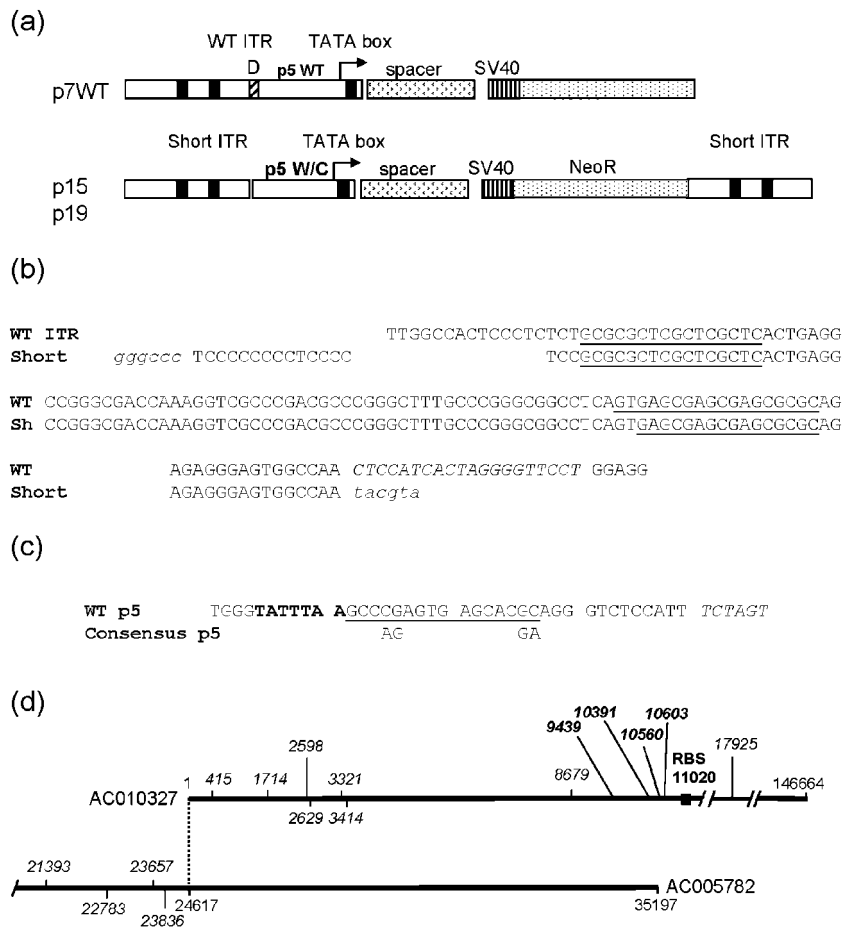 (a)
WT ITR TATA box
D p5 WT spacer SV40
p7WT
Short ITR TATA box Short ITR
p5 W/C spacer SV40 NeoR
p15
p19
(b)
WT ITR TTGGCCACTCCCTCTCTGCGCGCTCGCTCGCTCACTGAGG
Short gggccc TCCCCCCCCTCCCC TCCGCGCGCTCGCTCGCTCACTGAGG
WT CCGGGCGACCAAAGGTCGCCCGACGCCCGGGCTTTGCCCGGGCGGCCTCAGTGAGCGAGCGAGCGCGCAG
Sh CCGGGCGACCAAAGGTCGCCCGACGCCCGGGCTTTGCCCGGGCGGCCTCAGTGAGCGAGCGAGCGCGCAG
WT AGAGGGAGTGGCCAA CTCCATCACTAGGGGTTCCT GGAGG
Short AGAGGGAGTGGCCAA tacgta
(c)
WT p5 TGGGTATTTA AGCCCGAGTG AGCACGCAGG GTCTCCATT TCTAGT
Consensus p5 AG GA
(d)
10391 10603
9439 10560 17925
2598 RBS
1 415 1714 3321 8679 11020 146664
AC010327
2629 3414
21393 23657 AC005782
22783 23836 24617 35197